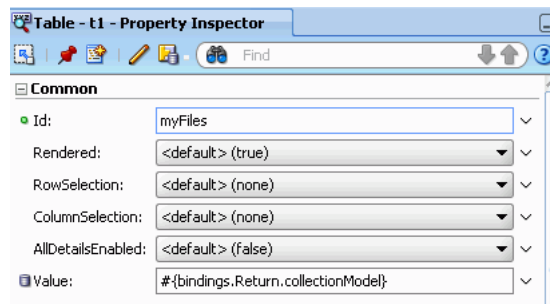 Table - t1 - Property Inspector
Find
Common
Id: myFiles
Rendered: <default> (true)
RowSelection: <default> (none)
ColumnSelection: <default> (none)
AllDetailsEnabled: <default> (false)
Value: #{bindings.Return.collectionModel}